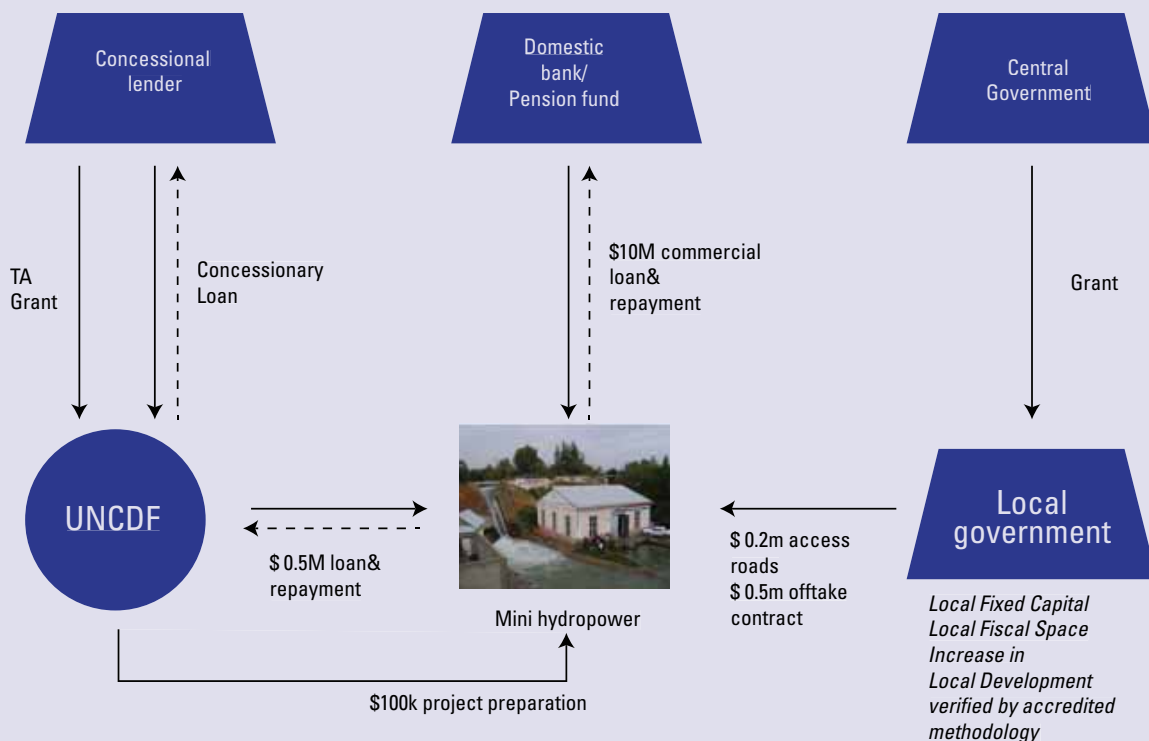 Concessional
lender
Domestic
bank/
Pension fund
Central
Government
TA
Grant
Concessionary
Loan
$10M commercial
loan&
repayment
Grant
UNCDF
$ 0.5M loan&
repayment
Mini hydropower
$ 0.2m access
roads
$ 0.5m offtake
contract
Local
government
Local Fixed Capital
Local Fiscal Space
Increase in
Local Development
verified by accredited
methodology
$100k project preparation